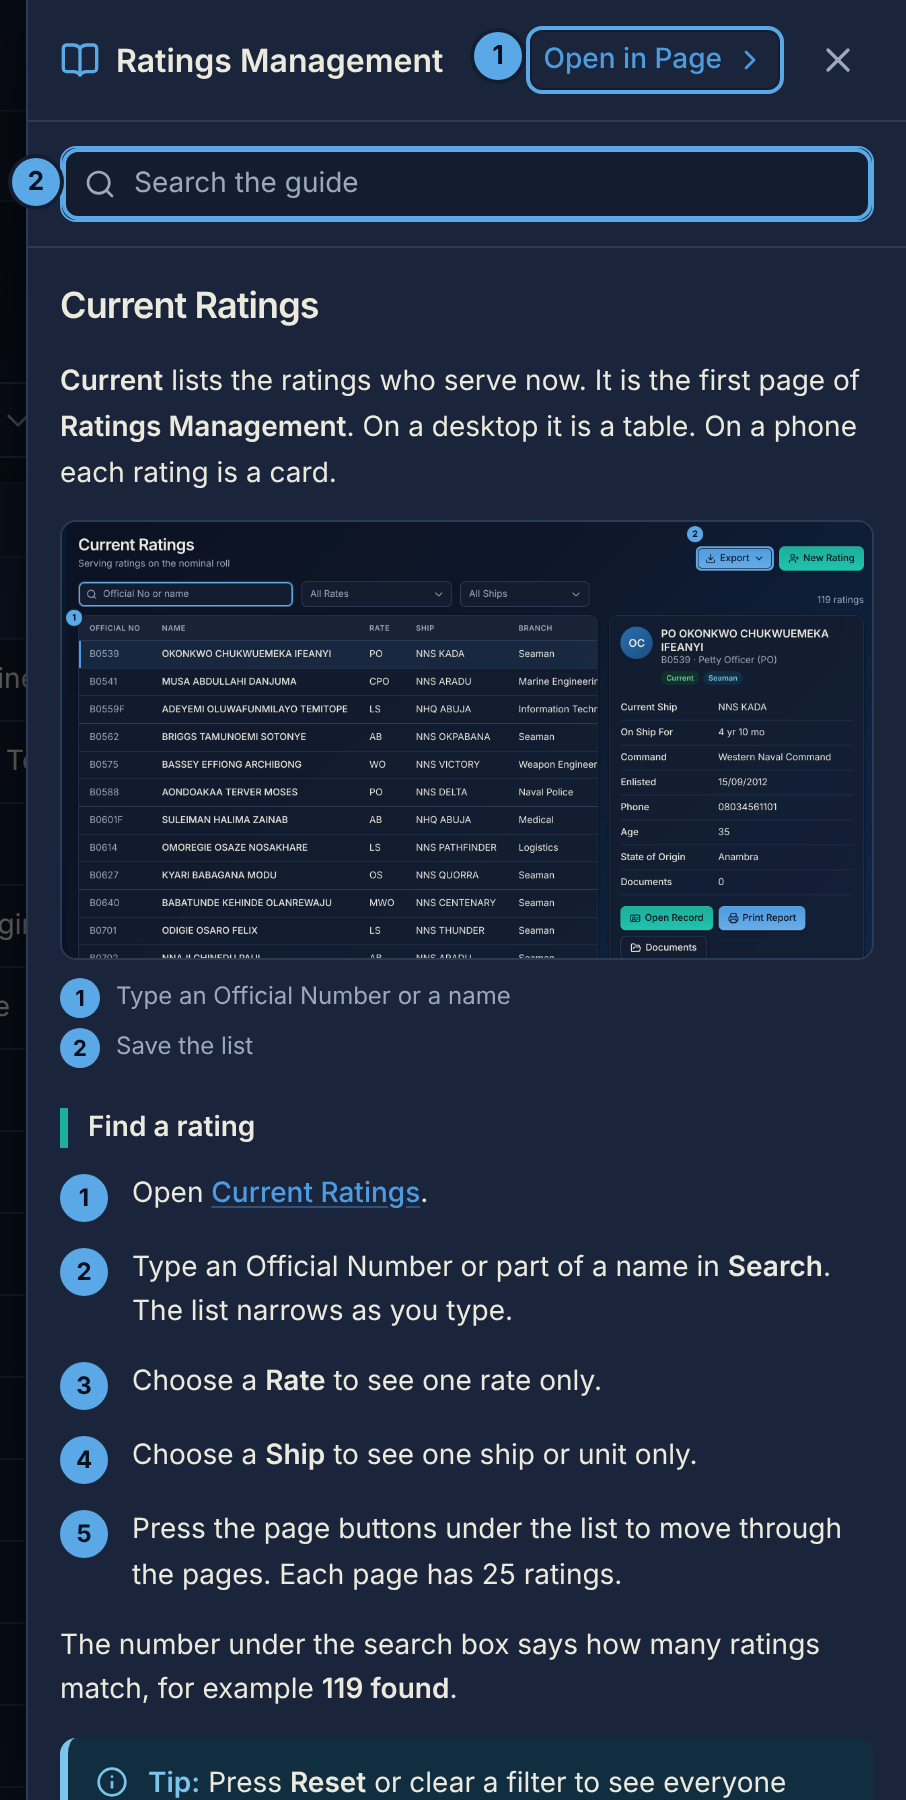 Ratings Management
1
Open in Page
2
Search the guide
Current Ratings
Current lists the ratings who serve now. It is the first page of
Ratings Management. On a desktop it is a table. On a phone
each rating is a card.
Current Ratings
Serving ratings on the nominal roll
2
Export
New Rating
Official No or name
All Rates
All Ships
119 ratings
1
OFFICIAL NO NAME RATE SHIP BRANCH
B0539 OKONKWO CHUKWUEMEKA IFEANYI PO NNS KADA Seaman
B0541 MUSA ABDULLAHI DANJUMA CPO NNS ARADU Marine Engineerin
B0559F ADEYEMI OLUWAFUNMILAYO TEMITOPE LS NHQ ABUJA Information Techn
B0562 BRIGGS TAMUNOEMI SOTONYE AB NNS OKPABANA Seaman
B0575 BASSEY EFFIONG ARCHIBONG WO NNS VICTORY Weapon Engineer
B0588 AONDOAKAA TERVER MOSES PO NNS DELTA Naval Police
B0601F SULEIMAN HALIMA ZAINAB AB NHQ ABUJA Medical
B0614 OMOREGIE OSAZE NOSAKHARE LS NNS PATHFINDER Logistics
B0627 KYARI BABAGANA MODU OS NNS QUORRA Seaman
B0640 BABATUNDE KEHINDE OLANREWAJU MWO NNS CENTENARY Seaman
B0701 ODIGIE OSARO FELIX LS NNS THUNDER Seaman
B0702 NNAJI CHINEDU PAUL AB NNS ARADU Seaman
OC
PO OKONKWO CHUKWUEMEKA
IFEANYI
B0539 · Petty Officer (PO)
Current Seaman
Current Ship NNS KADA
On Ship For 4 yr 10 mo
Command Western Naval Command
Enlisted 15/09/2012
Phone 08034561101
Age 35
State of Origin Anambra
Documents 0
Open Record
Print Report
Documents
1 Type an Official Number or a name
2 Save the list
Find a rating
1 Open Current Ratings.
2 Type an Official Number or part of a name in Search.
The list narrows as you type.
3 Choose a Rate to see one rate only.
4 Choose a Ship to see one ship or unit only.
5 Press the page buttons under the list to move through
the pages. Each page has 25 ratings.
The number under the search box says how many ratings
match, for example 119 found.
Tip: Press Reset or clear a filter to see everyone